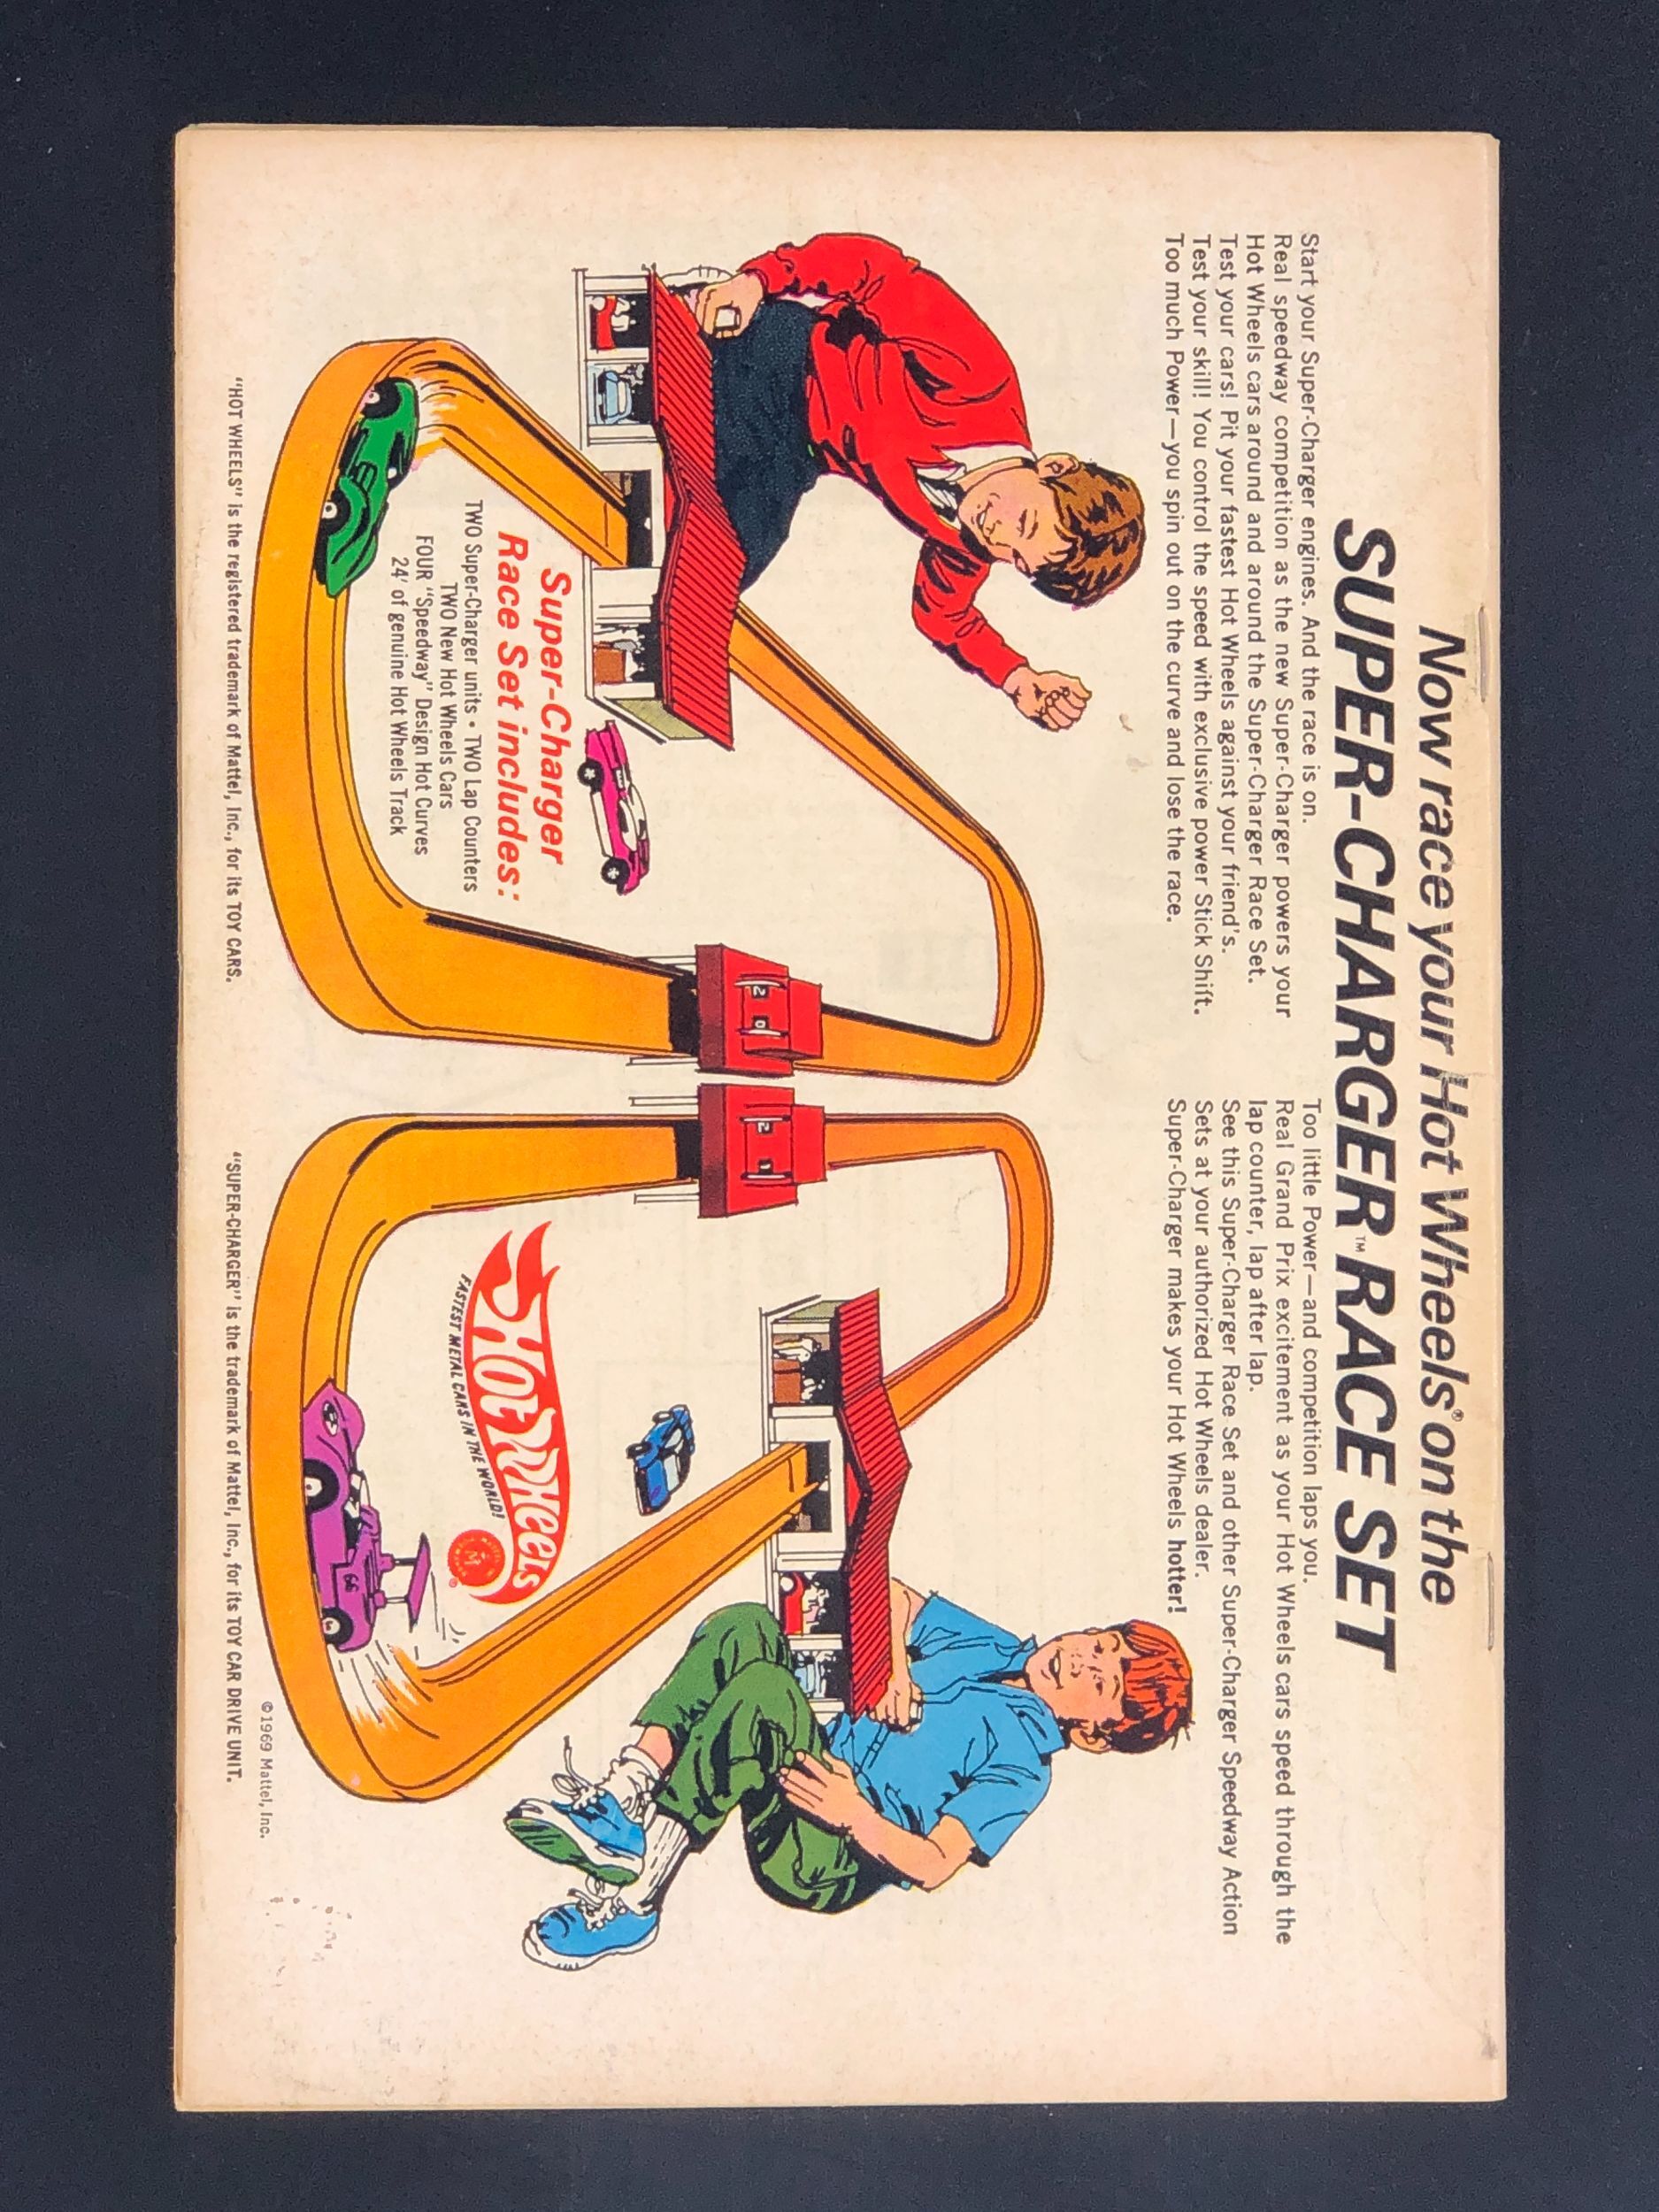 Now race your Hot Wheels® on the
SUPER-CHARGER™ RACE SET
Start your Super-Charger engines. And the race is on.
Real speedway competition as the new Super-Charger powers your
Hot Wheels cars around and around the Super-Charger Race Set.
Test your cars! Pit your fastest Hot Wheels against your friend's.
Test your skill! You control the speed with exclusive power Stick Shift.
Too much Power—you spin out on the curve and lose the race.
Too little Power—and competition laps you.
Real Grand Prix excitement as your Hot Wheels cars speed through the
lap counter, lap after lap.
See this Super-Charger Race Set and other Super-Charger Speedway Action
Sets at your authorized Hot Wheels dealer.
Super-Charger makes your Hot Wheels hotter!
2 0
2 1
Super-Charger
Race Set includes:
TWO Super-Charger units • TWO Lap Counters
TWO New Hot Wheels Cars
FOUR "Speedway" Design Hot Curves
24' of genuine Hot Wheels Track
HOT WHEELS
FASTEST METAL CARS IN THE WORLD!
M
®
66
©1969 Mattel, Inc.
"HOT WHEELS" is the registered trademark of Mattel, Inc., for its TOY CARS.
"SUPER-CHARGER" is the trademark of Mattel, Inc., for its TOY CAR DRIVE UNIT.